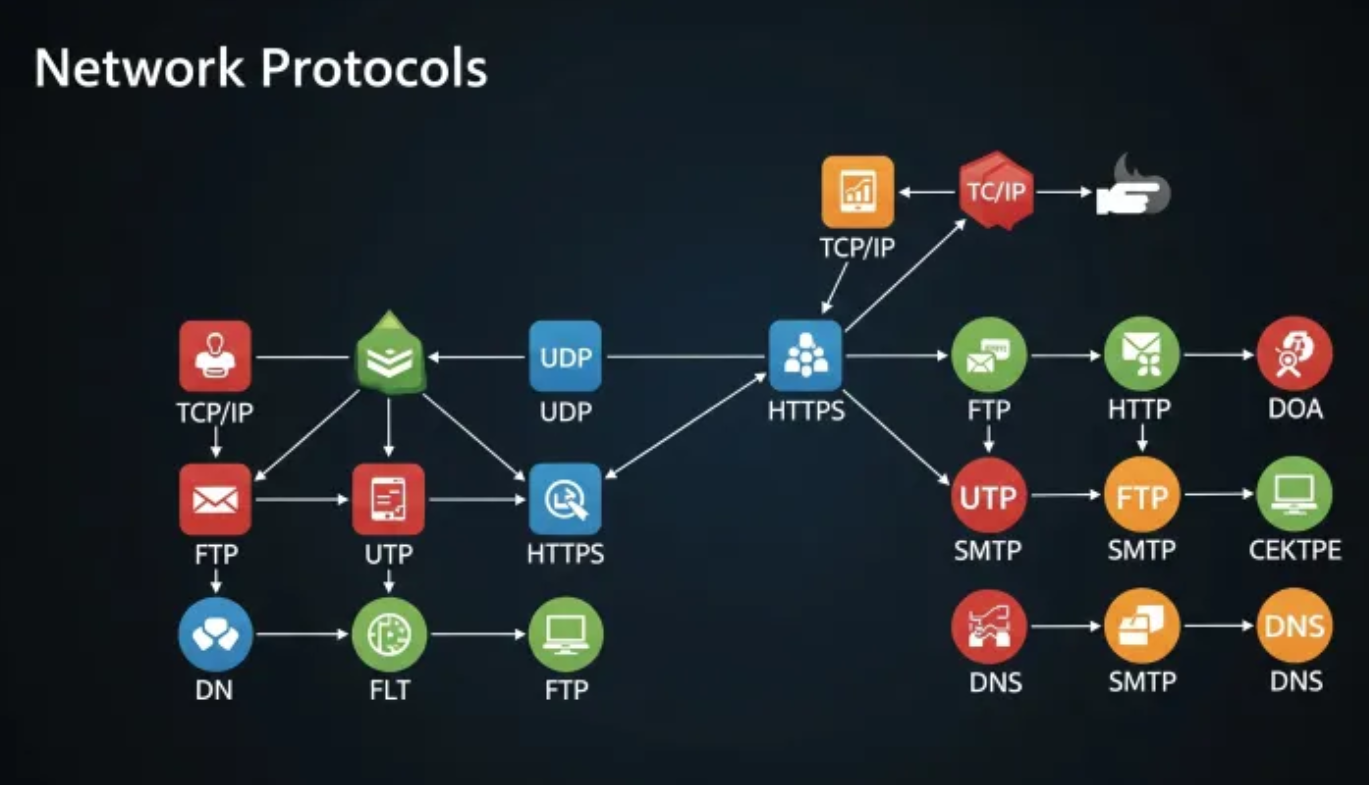 Network Protocols
TC/IP
TCP/IP
UDP
TCP/IP
UDP
HTTPS
FTP
HTTP
DOA
UTP
FTP
FTP
UTP
HTTPS
SMTP
SMTP
CEKTPE
DNS
DN
FLT
FTP
DNS
SMTP
DNS